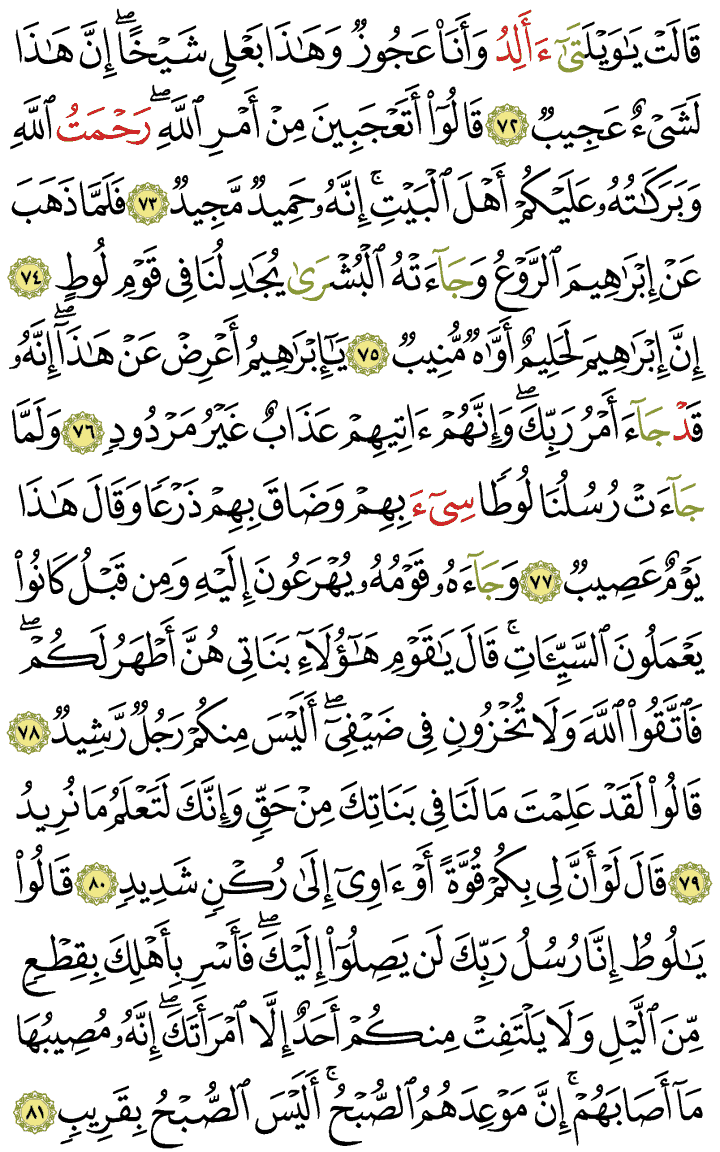 قَالَتۡ يَٰوَيۡلَتَىٰٓ ءَأَلِدُ وَأَنَا۠ عَجُوزٞ وَهَٰذَا بَعۡلِي شَيۡخًاۖ إِنَّ هَٰذَا
لَشَيۡءٌ عَجِيبٞ ٧٢ قَالُوٓاْ أَتَعۡجَبِينَ مِنۡ أَمۡرِ ٱللَّهِۖ رَحۡمَتُ ٱللَّهِ
وَبَرَكَٰتُهُۥ عَلَيۡكُمۡ أَهۡلَ ٱلۡبَيۡتِۚ إِنَّهُۥ حَمِيدٞ مَّجِيدٞ ٧٣ فَلَمَّا ذَهَبَ
عَنۡ إِبۡرَٰهِيمَ ٱلرَّوۡعُ وَجَآءَتۡهُ ٱلۡبُشۡرَىٰ يُجَٰدِلُنَا فِي قَوۡمِ لُوطٍ ٧٤
إِنَّ إِبۡرَٰهِيمَ لَحَلِيمٌ أَوَّٰهٞ مُّنِيبٞ ٧٥ يَٰٓإِبۡرَٰهِيمُ أَعۡرِضۡ عَنۡ هَٰذَآۖ إِنَّهُۥ
قَدۡ جَآءَ أَمۡرُ رَبِّكَۖ وَإِنَّهُمۡ ءَاتِيهِمۡ عَذَابٌ غَيۡرُ مَرۡدُودٖ ٧٦ وَلَمَّا
جَآءَتۡ رُسُلُنَا لُوطٗا سِيٓءَ بِهِمۡ وَضَاقَ بِهِمۡ ذَرۡعٗا وَقَالَ هَٰذَا
يَوۡمٌ عَصِيبٞ ٧٧ وَجَآءَهُۥ قَوۡمُهُۥ يُهۡرَعُونَ إِلَيۡهِ وَمِن قَبۡلُ كَانُواْ
يَعۡمَلُونَ ٱلسَّيِّـَٔاتِۚ قَالَ يَٰقَوۡمِ هَٰٓؤُلَآءِ بَنَاتِي هُنَّ أَطۡهَرُ لَكُمۡۖ
فَٱتَّقُواْ ٱللَّهَ وَلَا تُخۡزُونِ فِي ضَيۡفِيٓۖ أَلَيۡسَ مِنكُمۡ رَجُلٞ رَّشِيدٞ ٧٨
قَالُواْ لَقَدۡ عَلِمۡتَ مَا لَنَا فِي بَنَاتِكَ مِنۡ حَقّٖ وَإِنَّكَ لَتَعۡلَمُ مَا نُرِيدُ
٧٩ قَالَ لَوۡ أَنَّ لِي بِكُمۡ قُوَّةً أَوۡ ءَاوِيٓ إِلَىٰ رُكۡنٖ شَدِيدٖ ٨٠ قَالُواْ
يَٰلُوطُ إِنَّا رُسُلُ رَبِّكَ لَن يَصِلُوٓاْ إِلَيۡكَۖ فَأَسۡرِ بِأَهۡلِكَ بِقِطۡعٖ
مِّنَ ٱلَّيۡلِ وَلَا يَلۡتَفِتۡ مِنكُمۡ أَحَدٌ إِلَّا ٱمۡرَأَتَكَۖ إِنَّهُۥ مُصِيبُهَا
مَآ أَصَابَهُمۡۚ إِنَّ مَوۡعِدَهُمُ ٱلصُّبۡحُۚ أَلَيۡسَ ٱلصُّبۡحُ بِقَرِيبٖ ٨١